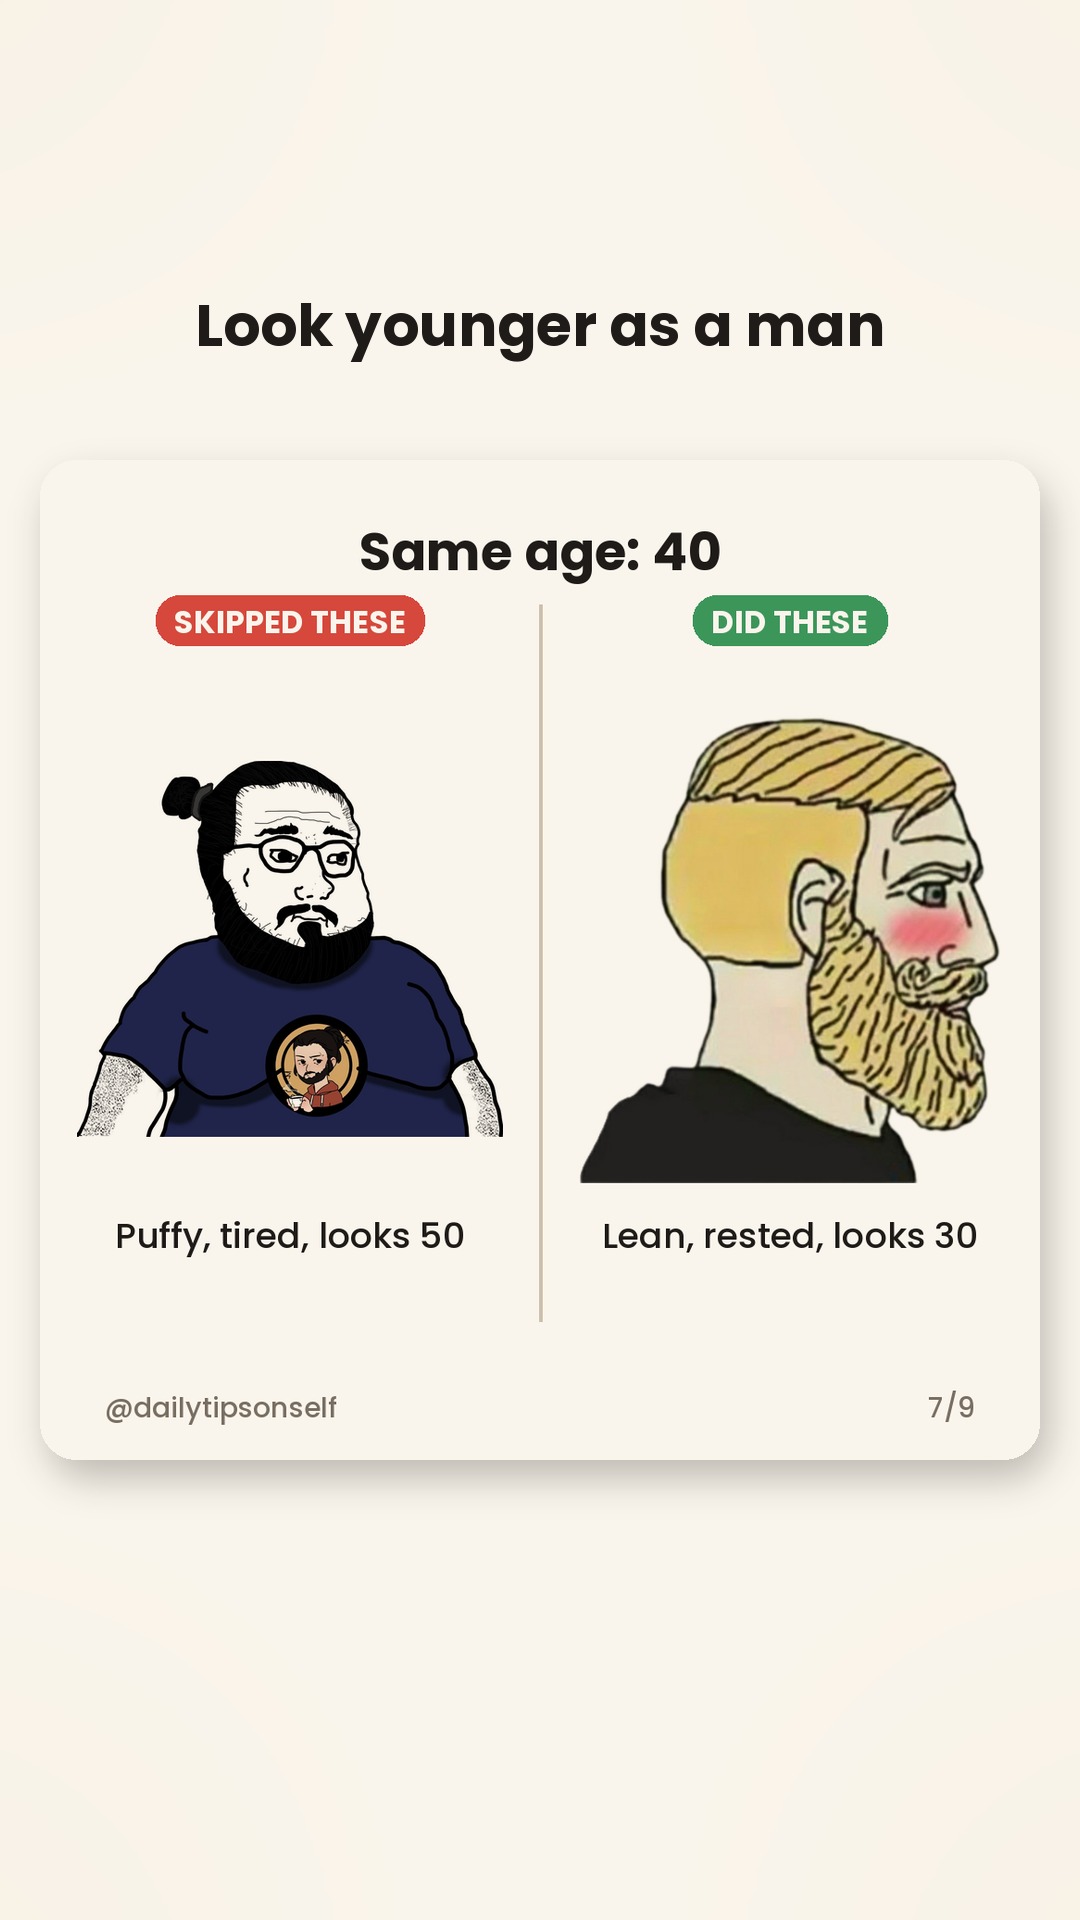 Look younger as a man
Same age: 40
SKIPPED THESE
DID THESE
Puffy, tired, looks 50
Lean, rested, looks 30
@dailytipsonself
7/9